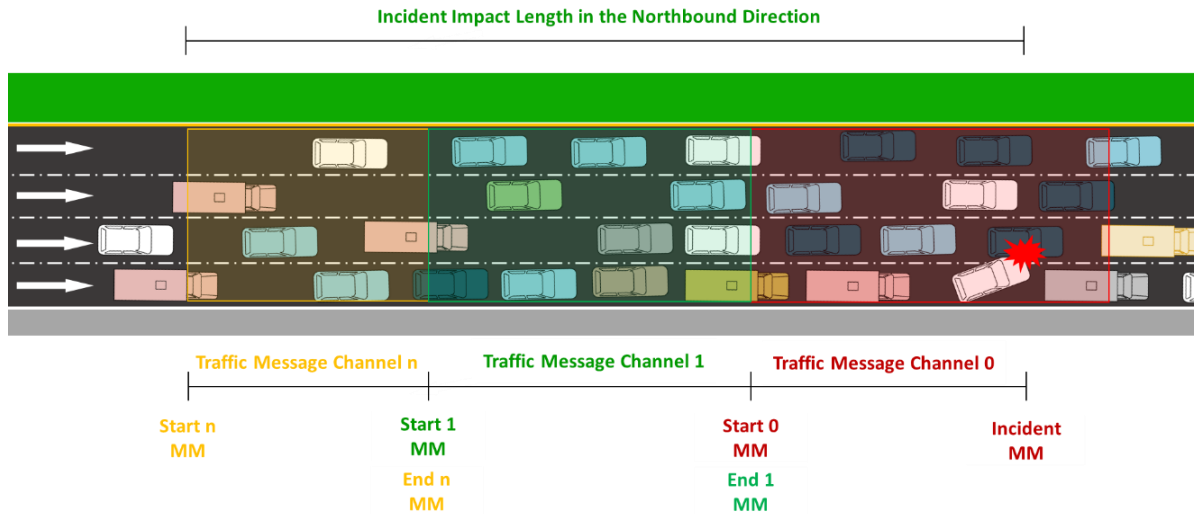 Incident Impact Length in the Northbound Direction
Traffic Message Channel n
Traffic Message Channel 1
Traffic Message Channel 0
Start n
MM
Start 1
MM
Start 0
MM
Incident
MM
End n
MM
End 1
MM